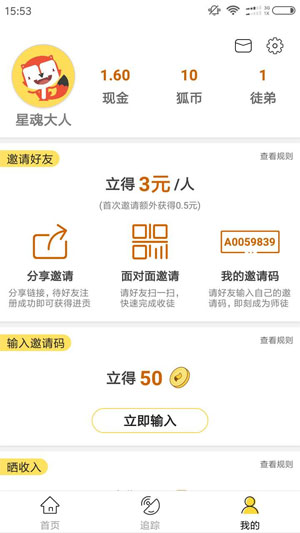 15:53
1.60
10
1
现金
狐币
徒弟
星魂大人
邀请好友
查看规则
立得 3元 /人
(首次邀请额外获得0.5元)
A0059839
分享邀请
面对面邀请
我的邀请码
分享链接，待好友注
册成功即可获得进贡
请好友扫一扫，
快速完成收徒
请好友输入自己的邀
请码，即刻成为师徒
输入邀请码
查看规则
立得 50
立即输入
晒收入
查看规则
首页
追踪
我的